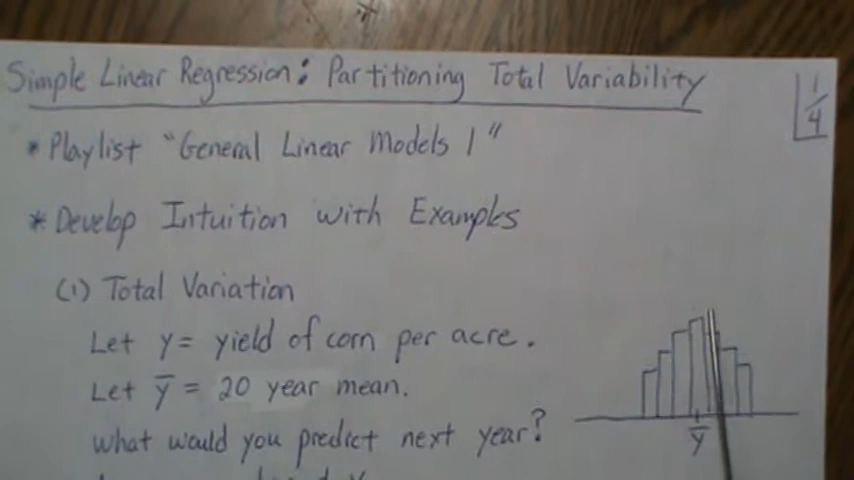 Simple Linear Regression: Partitioning Total Variability
1/4
* Playlist "General Linear Models 1"
* Develop Intuition with Examples
(1) Total Variation
Let y = yield of corn per acre.
Let ȳ = 20 year mean.
What would you predict next year?
ȳ